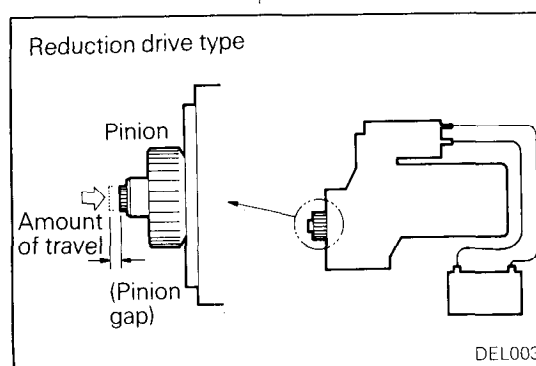 Reduction drive type
Pinion
Amount
of travel
(Pinion
gap)
DEL003